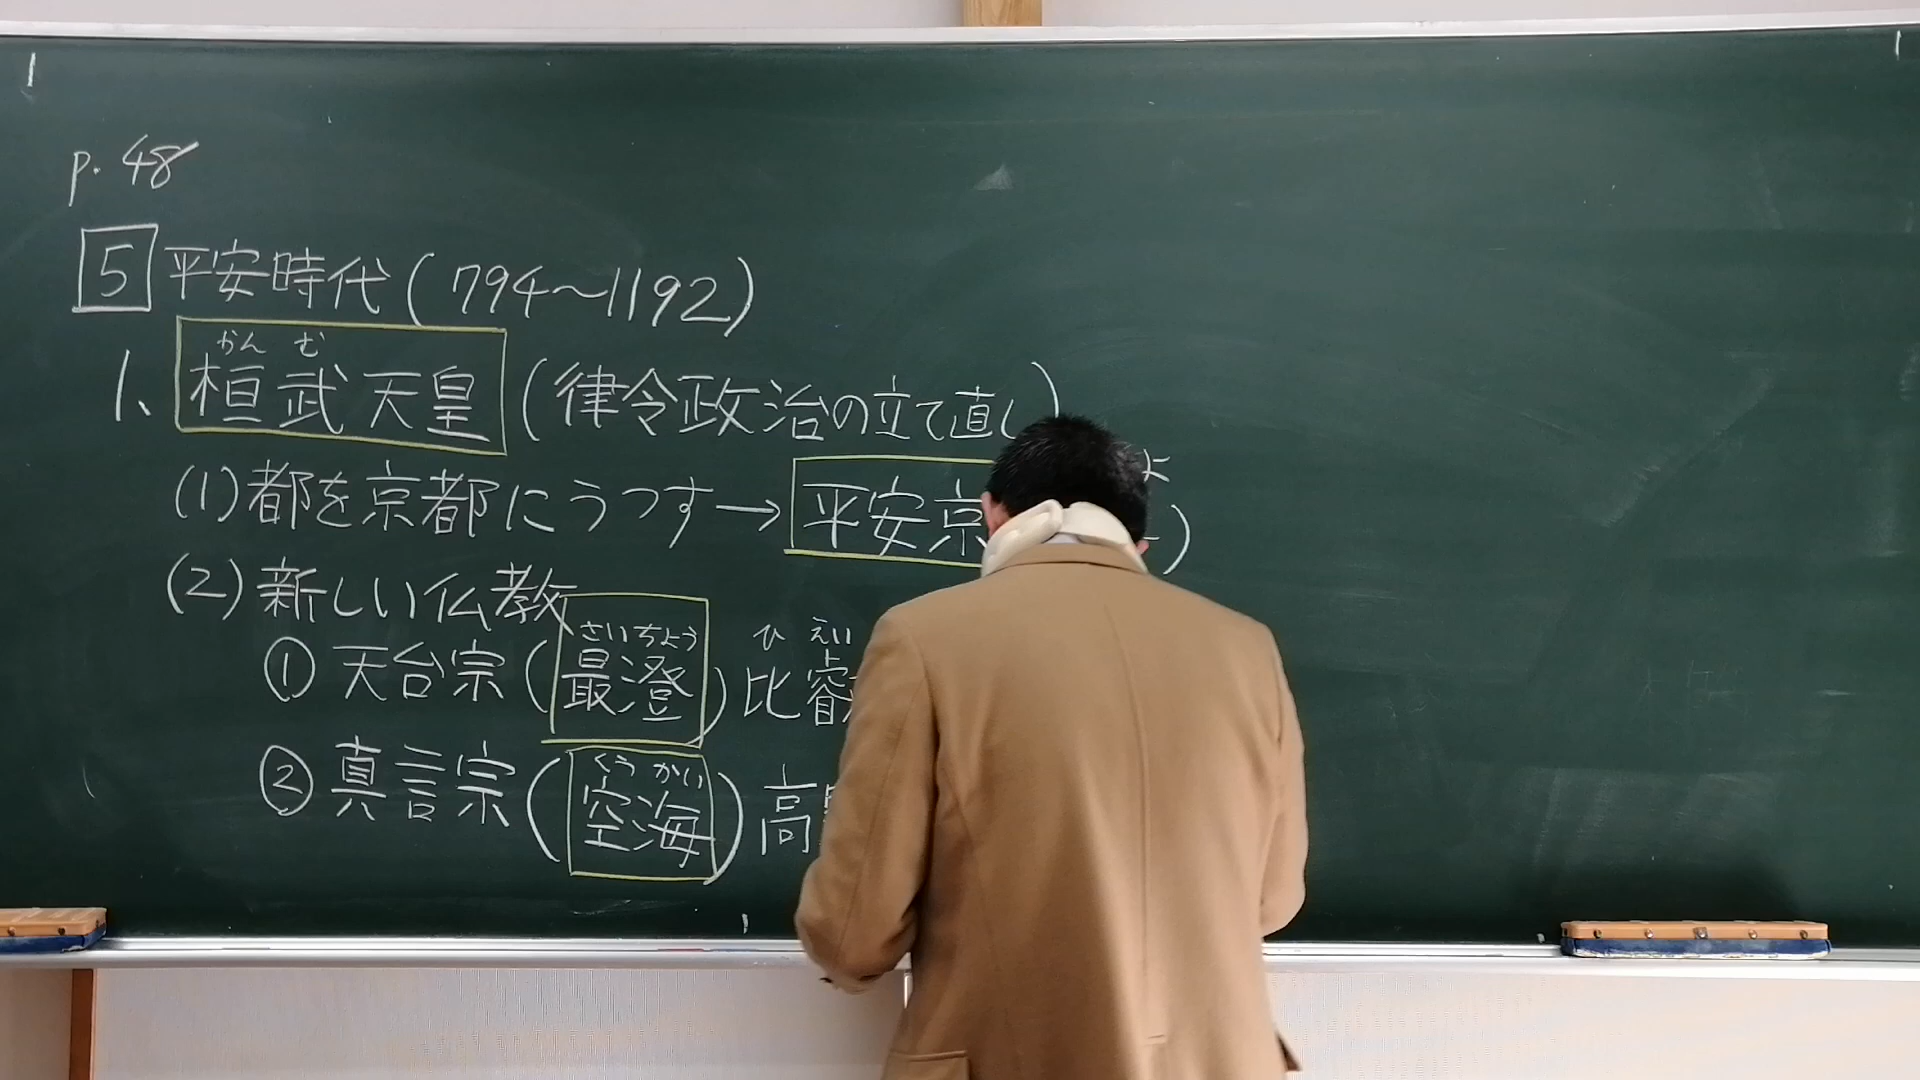 p.48
5 平安時代(794〜1192)
かん む
1、桓武天皇(律令政治の立て直し)
(1)都を京都にうつす→平安京 )
(2)新しい仏教
さいちょう ひ えい
①天台宗(最澄)比叡
くう かい
②真言宗(空海)高